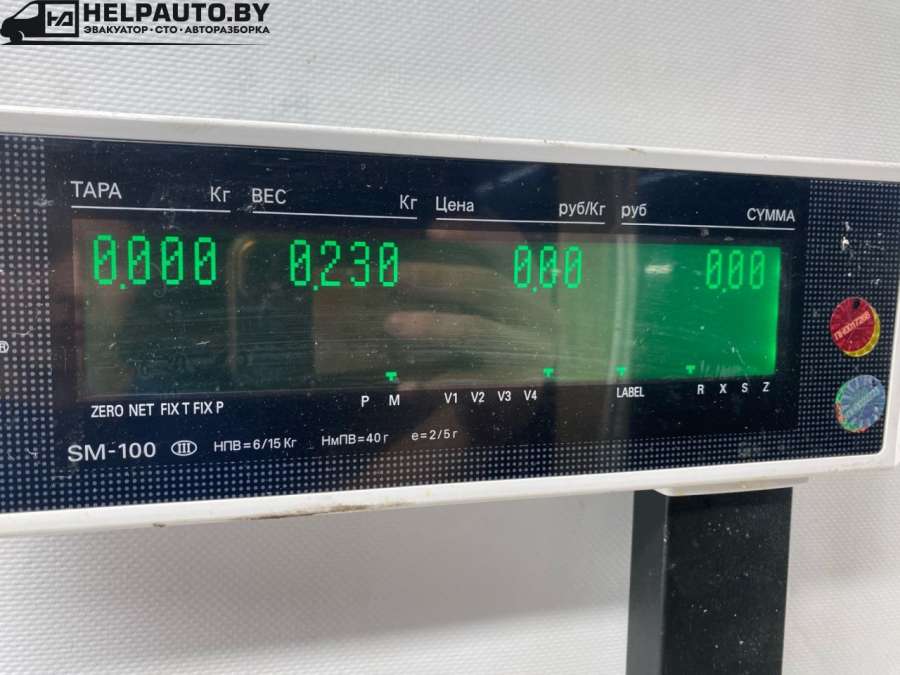 HELPAUTO.BY
ЭВАКУАТОР · СТО · АВТОРАЗБОРКА
ТАРА Кг ВЕС Кг Цена руб/Кг руб СУММА
0.000 0.230 0.00 0.00
ZERO NET FIX T FIX P P M V1 V2 V3 V4 LABEL R X S Z
SM-100 III НПВ=6/15 Кг НмПВ=40 г e=2/5 г
®